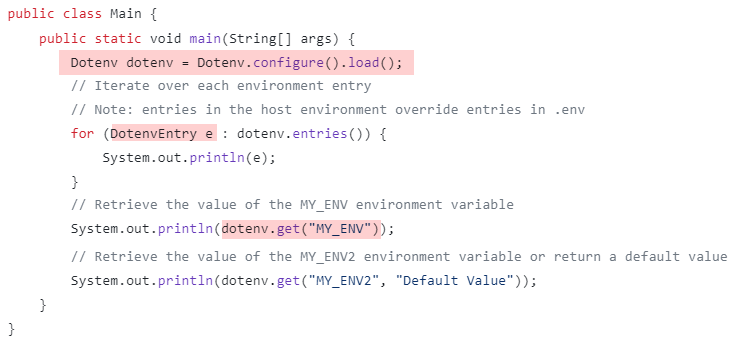 public class Main {
    public static void main(String[] args) {
        Dotenv dotenv = Dotenv.configure().load();
        // Iterate over each environment entry
        // Note: entries in the host environment override entries in .env
        for (DotenvEntry e : dotenv.entries()) {
            System.out.println(e);
        }
        // Retrieve the value of the MY_ENV environment variable
        System.out.println(dotenv.get("MY_ENV"));
        // Retrieve the value of the MY_ENV2 environment variable or return a default value
        System.out.println(dotenv.get("MY_ENV2", "Default Value"));
    }
}